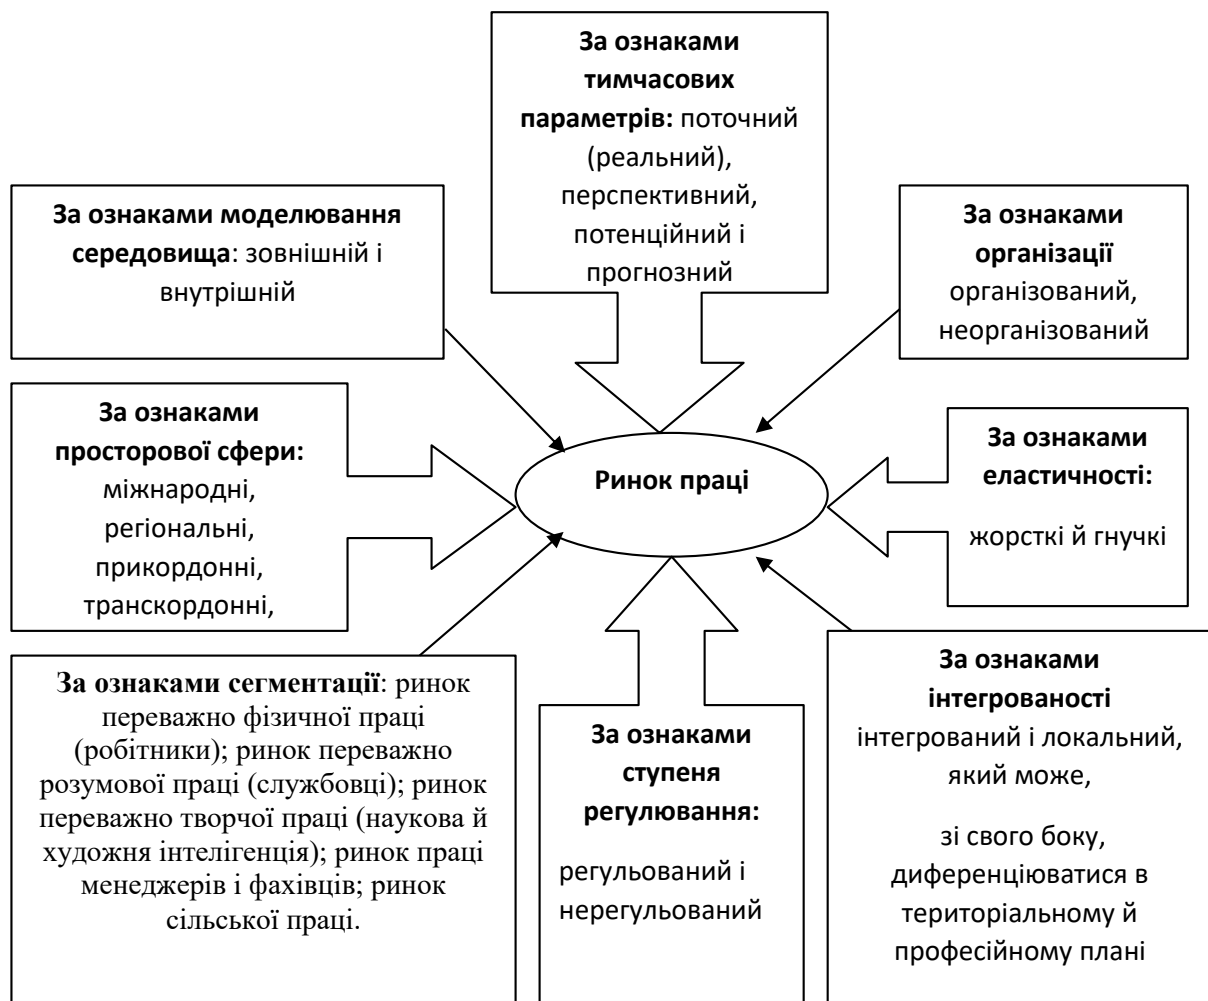 За ознаками
тимчасових
параметрів: поточний
(реальний),
перспективний,
потенційний і
прогнозний
За ознаками моделювання
середовища: зовнішній і
внутрішній
За ознаками
організації
організований,
неорганізований
За ознаками
просторової сфери:
міжнародні,
регіональні,
прикордонні,
транскордонні,
Ринок праці
За ознаками
еластичності:
жорсткі й гнучкі
За ознаками сегментації: ринок
переважно фізичної праці
(робітники); ринок переважно
розумової праці (службовці); ринок
переважно творчої праці (наукова й
художня інтелігенція); ринок праці
менеджерів і фахівців; ринок
сільської праці.
За ознаками
ступеня
регулювання:
регульований і
нерегульований
За ознаками
інтегрованості
інтегрований і локальний,
який може,
зі свого боку,
диференціюватися в
територіальному й
професійному плані